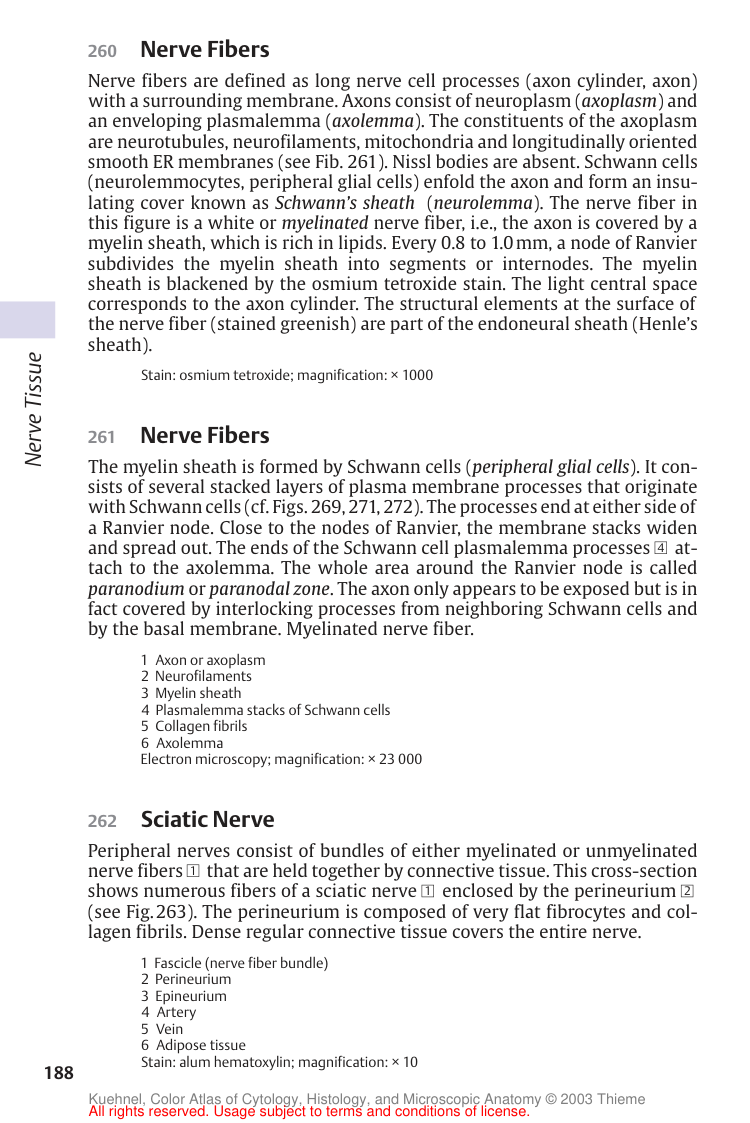 260 Nerve Fibers
Nerve fibers are defined as long nerve cell processes (axon cylinder, axon)
with a surrounding membrane. Axons consist of neuroplasm (axoplasm) and
an enveloping plasmalemma (axolemma). The constituents of the axoplasm
are neurotubules, neurofilaments, mitochondria and longitudinally oriented
smooth ER membranes (see Fib. 261). Nissl bodies are absent. Schwann cells
(neurolemmocytes, peripheral glial cells) enfold the axon and form an insu-
lating cover known as Schwann's sheath (neurolemma). The nerve fiber in
this figure is a white or myelinated nerve fiber, i.e., the axon is covered by a
myelin sheath, which is rich in lipids. Every 0.8 to 1.0 mm, a node of Ranvier
subdivides the myelin sheath into segments or internodes. The myelin
sheath is blackened by the osmium tetroxide stain. The light central space
corresponds to the axon cylinder. The structural elements at the surface of
the nerve fiber (stained greenish) are part of the endoneural sheath (Henle's
sheath).
Stain: osmium tetroxide; magnification: × 1000
Nerve Tissue
261 Nerve Fibers
The myelin sheath is formed by Schwann cells (peripheral glial cells). It con-
sists of several stacked layers of plasma membrane processes that originate
with Schwann cells (cf. Figs. 269, 271, 272). The processes end at either side of
a Ranvier node. Close to the nodes of Ranvier, the membrane stacks widen
and spread out. The ends of the Schwann cell plasmalemma processes 4 at-
tach to the axolemma. The whole area around the Ranvier node is called
paranodium or paranodal zone. The axon only appears to be exposed but is in
fact covered by interlocking processes from neighboring Schwann cells and
by the basal membrane. Myelinated nerve fiber.
1 Axon or axoplasm
2 Neurofilaments
3 Myelin sheath
4 Plasmalemma stacks of Schwann cells
5 Collagen fibrils
6 Axolemma
Electron microscopy; magnification: × 23 000
262 Sciatic Nerve
Peripheral nerves consist of bundles of either myelinated or unmyelinated
nerve fibers 1 that are held together by connective tissue. This cross-section
shows numerous fibers of a sciatic nerve 1 enclosed by the perineurium 2
(see Fig. 263). The perineurium is composed of very flat fibrocytes and col-
lagen fibrils. Dense regular connective tissue covers the entire nerve.
1 Fascicle (nerve fiber bundle)
2 Perineurium
3 Epineurium
4 Artery
5 Vein
6 Adipose tissue
Stain: alum hematoxylin; magnification: × 10
188
Kuehnel, Color Atlas of Cytology, Histology, and Microscopic Anatomy © 2003 Thieme
All rights reserved. Usage subject to terms and conditions of license.